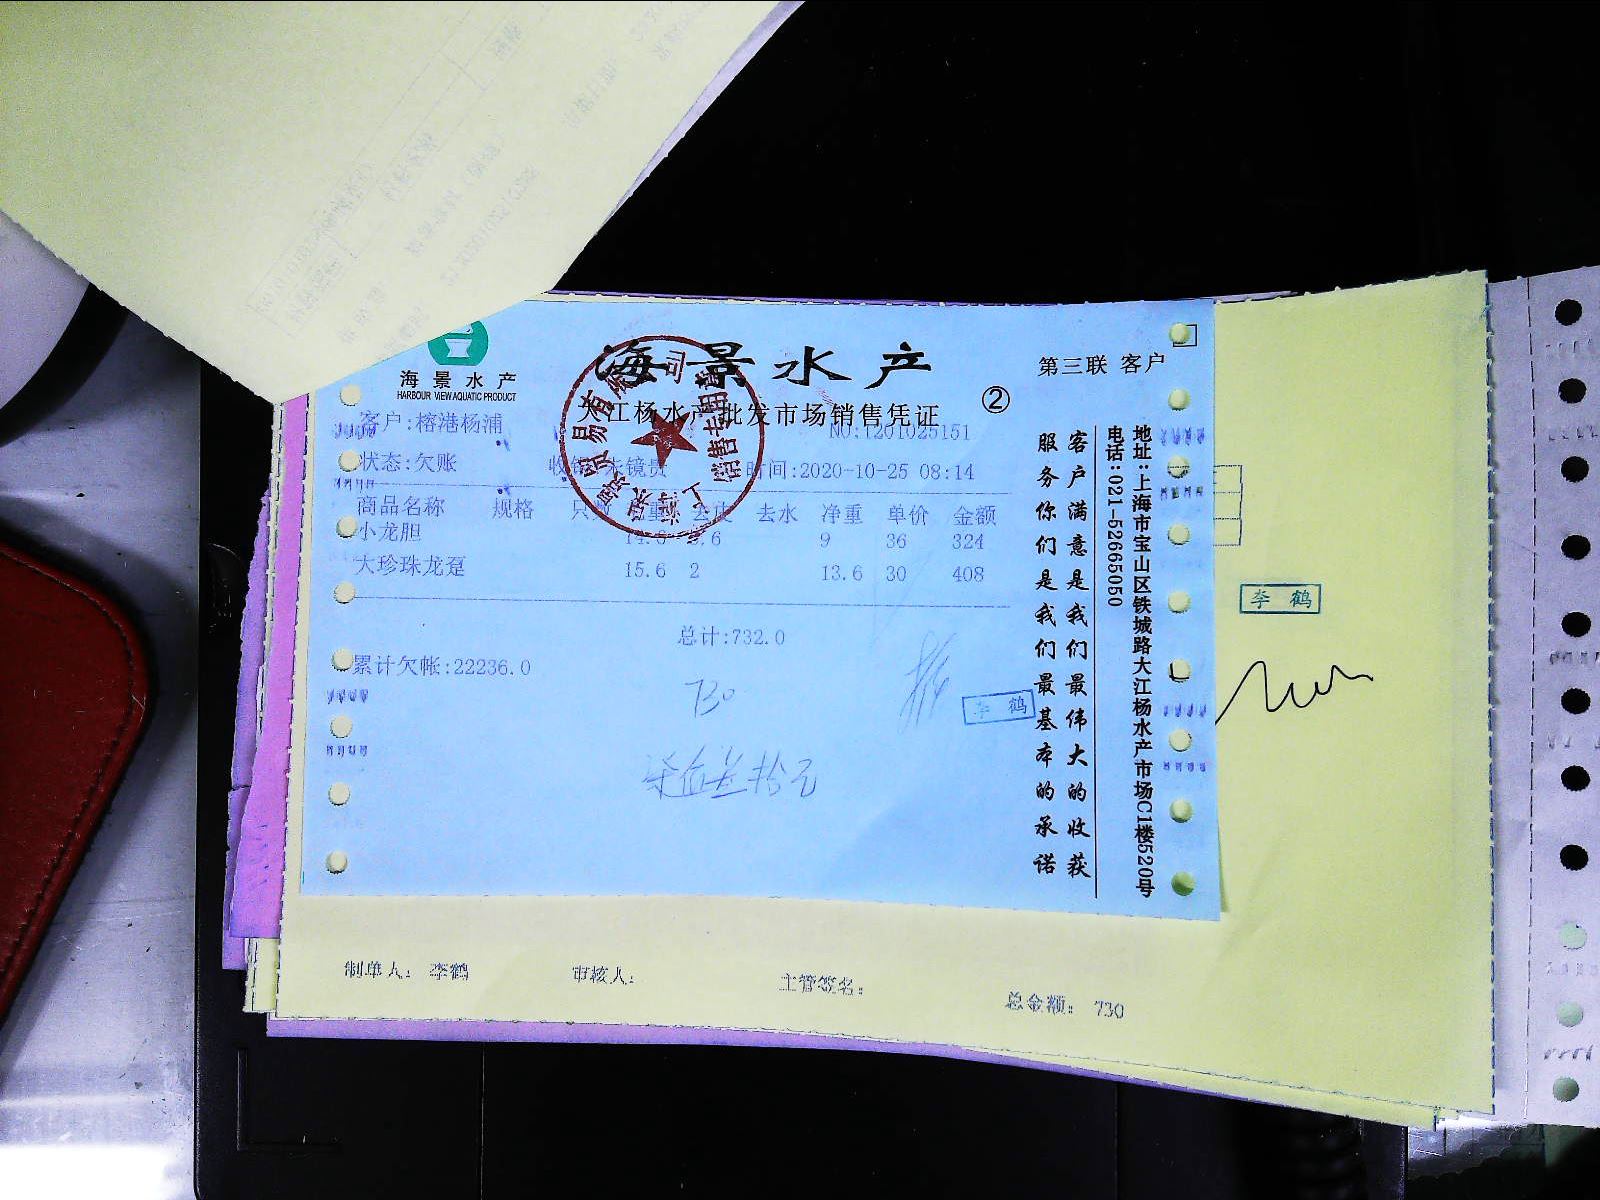 海景水产
海景水产
HARBOUR VIEW AQUATIC PRODUCT
第三联 客户
大江杨水产批发市场销售凭证
②
客户:榕港杨浦
NO:1201025151
状态:欠账
时间:2020-10-25 08:14
商品名称 规格 去水 净重 单价 金额
小龙胆 9 36 324
大珍珠龙趸 15.6 2 13.6 30 408
总计:732.0
累计欠帐:22236.0
730
李鹤
客户满意是我们最伟大的收获
服务你们是我们最基本的承诺
地址:上海市宝山区铁城路大江杨水产市场C1楼520号
电话:021-52665050
销售专用章
李鹤
制单人: 李鹤 审核人: 主管签名: 总金额: 730